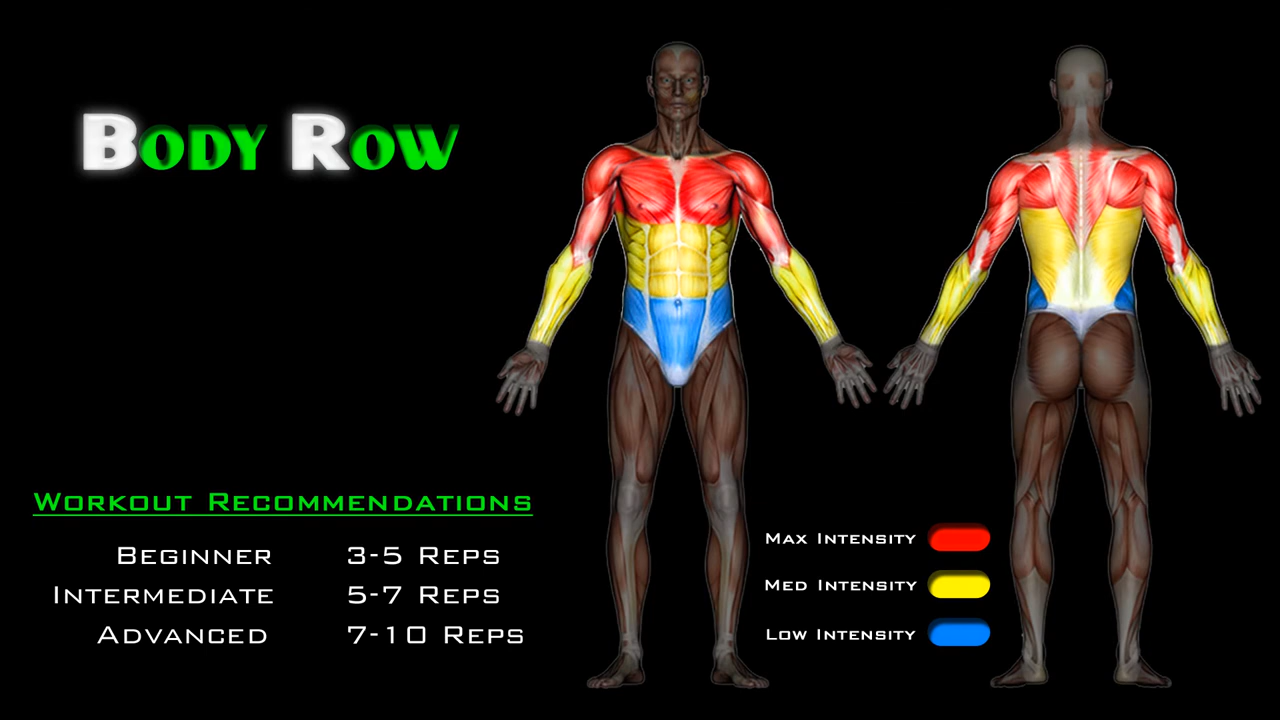 Body Row
Workout Recommendations
Beginner 3-5 Reps
Intermediate 5-7 Reps
Advanced 7-10 Reps
Max Intensity
Med Intensity
Low Intensity